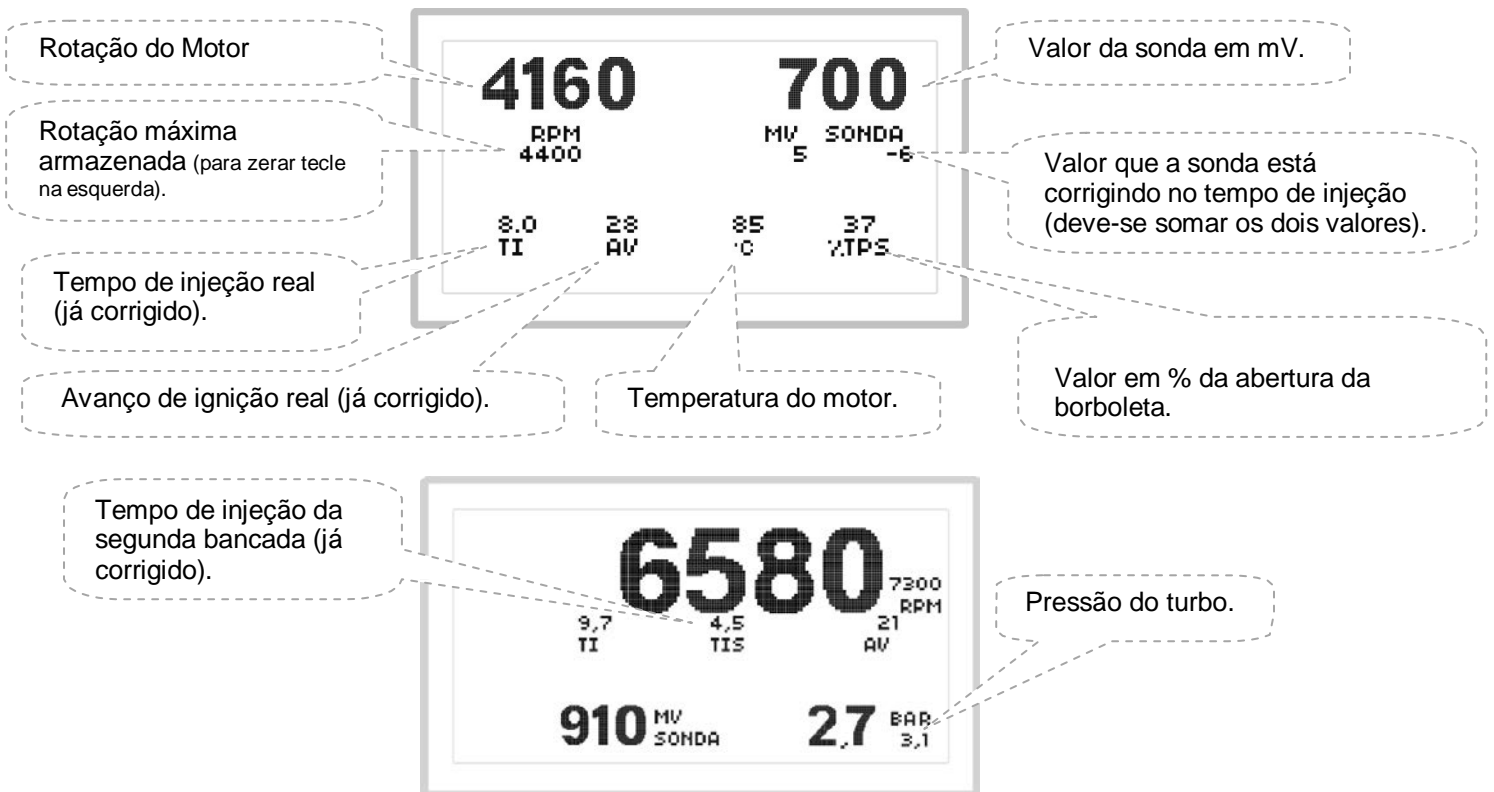 Rotação do Motor
4160
700
Valor da sonda em mV.
RPM
4400
MV SONDA
5 -6
Rotação máxima
armazenada (para zerar tecle
na esquerda).
Valor que a sonda está
corrigindo no tempo de injeção
(deve-se somar os dois valores).
8.0 28 85 37
TI AV °C %TPS
Tempo de injeção real
(já corrigido).
Avanço de ignição real (já corrigido).
Temperatura do motor.
Valor em % da abertura da
borboleta.
Tempo de injeção da
segunda bancada (já
corrigido).
6580
7300
RPM
9,7 4,5 21
TI TIS AV
Pressão do turbo.
910 MV
SONDA
2,7 BAR
3,1